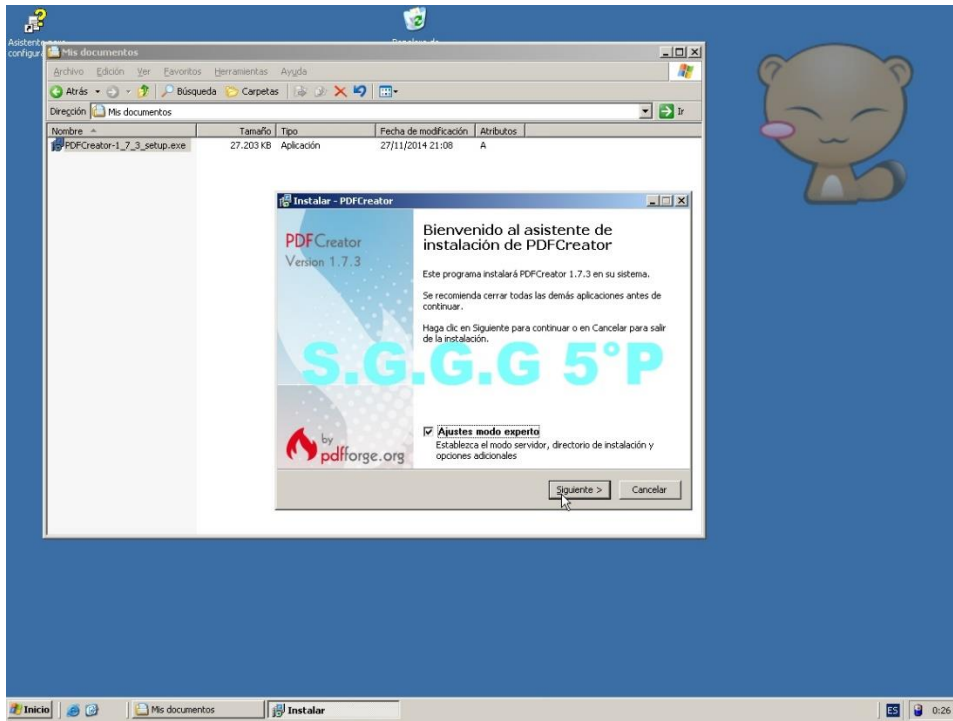 Asistente para
configur
Mis documentos
Archivo Edición Ver Favoritos Herramientas Ayuda
Atrás Búsqueda Carpetas
Dirección Mis documentos Ir
Nombre Tamaño Tipo Fecha de modificación Atributos
PDFCreator-1_7_3_setup.exe 27.203 KB Aplicación 27/11/2014 21:08 A
Instalar - PDFCreator
PDFCreator
Version 1.7.3
Bienvenido al asistente de
instalación de PDFCreator
Este programa instalará PDFCreator 1.7.3 en su sistema.
Se recomienda cerrar todas las demás aplicaciones antes de
continuar.
Haga clic en Siguiente para continuar o en Cancelar para salir
de la instalación.
S.G.G.G 5°P
Ajustes modo experto
Establezca el modo servidor, directorio de instalación y
opciones adicionales
by
pdfforge.org
Siguiente > Cancelar
Inicio Mis documentos Instalar ES 0:26